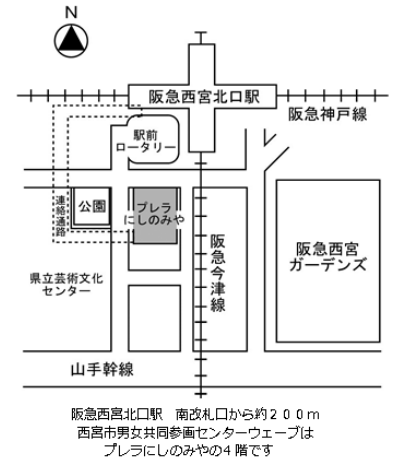 N
阪急西宮北口駅
阪急神戸線
駅前
ロータリー
連絡通路
公園
プレラ
にしのみや
阪急今津線
阪急西宮
ガーデンズ
県立芸術文化
センター
山手幹線
阪急西宮北口駅　南改札口から約２００ｍ
西宮市男女共同参画センターウェーブは
プレラにしのみやの４階です